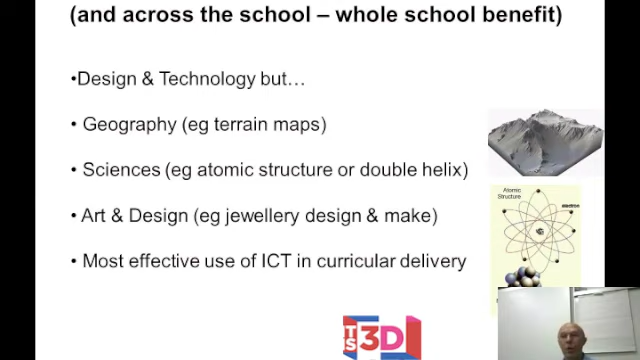 (and across the school – whole school benefit)
•Design & Technology but…
• Geography (eg terrain maps)
• Sciences (eg atomic structure or double helix)
• Art & Design (eg jewellery design & make)
• Most effective use of ICT in curricular delivery
Atomic
Structure
electron
T
S
3D